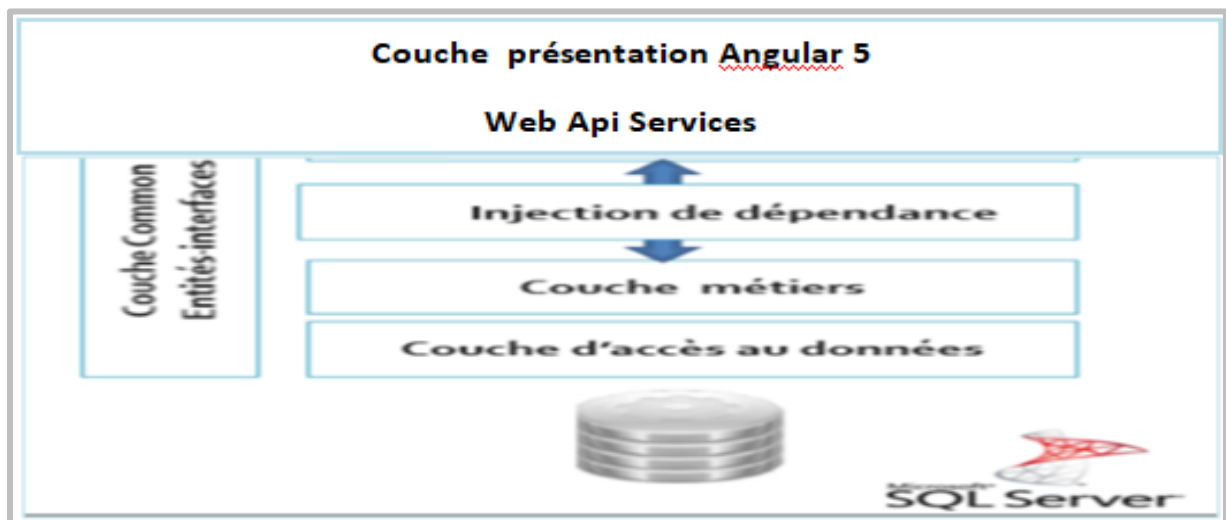 Couche présentation Angular 5
Web Api Services
Couche Common
Entités-interfaces
Injection de dépendance
Couche métiers
Couche d'accès au données
Microsoft
SQL Server